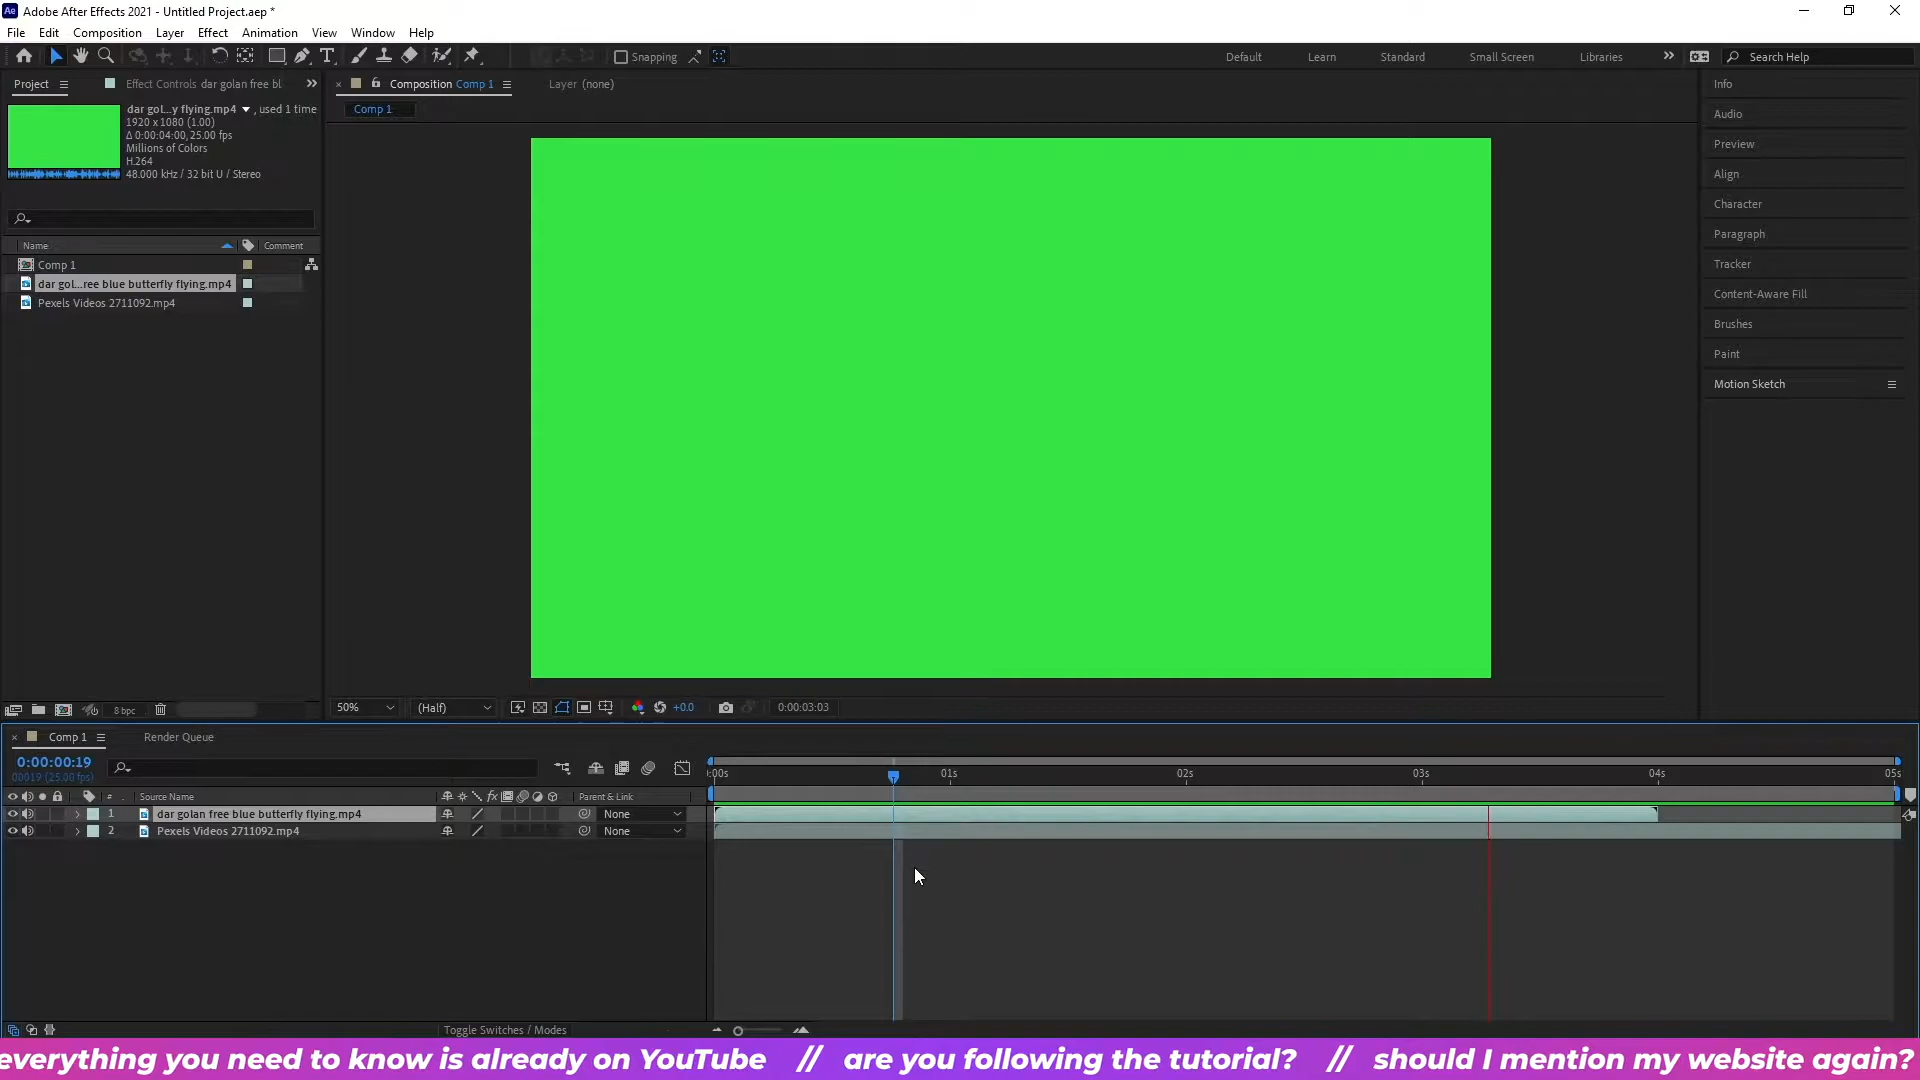 Ae Adobe After Effects 2021 - Untitled Project.aep *
File Edit Composition Layer Effect Animation View Window Help
Snapping
Default Learn Standard Small Screen Libraries Search Help
Project Effect Controls dar golan free bl
Composition Comp 1 Layer (none)
Comp 1
dar gol...y flying.mp4 , used 1 time
1920 x 1080 (1.00)
Δ 0:00:04:00, 25.00 fps
Millions of Colors
H.264
48.000 kHz / 32 bit U / Stereo
Name Comment
Comp 1
dar gol...ree blue butterfly flying.mp4
Pexels Videos 2711092.mp4
Info
Audio
Preview
Align
Character
Paragraph
Tracker
Content-Aware Fill
Brushes
Paint
Motion Sketch
8 bpc
50% (Half) +0.0 0:00:03:03
Comp 1 Render Queue
0:00:00:19
00019 (25.00 fps)
:00s 01s 02s 03s 04s 05s
# . Source Name fx Parent & Link
1 dar golan free blue butterfly flying.mp4 None
2 Pexels Videos 2711092.mp4 None
Toggle Switches / Modes
everything you need to know is already on YouTube // are you following the tutorial? // should I mention my website again?